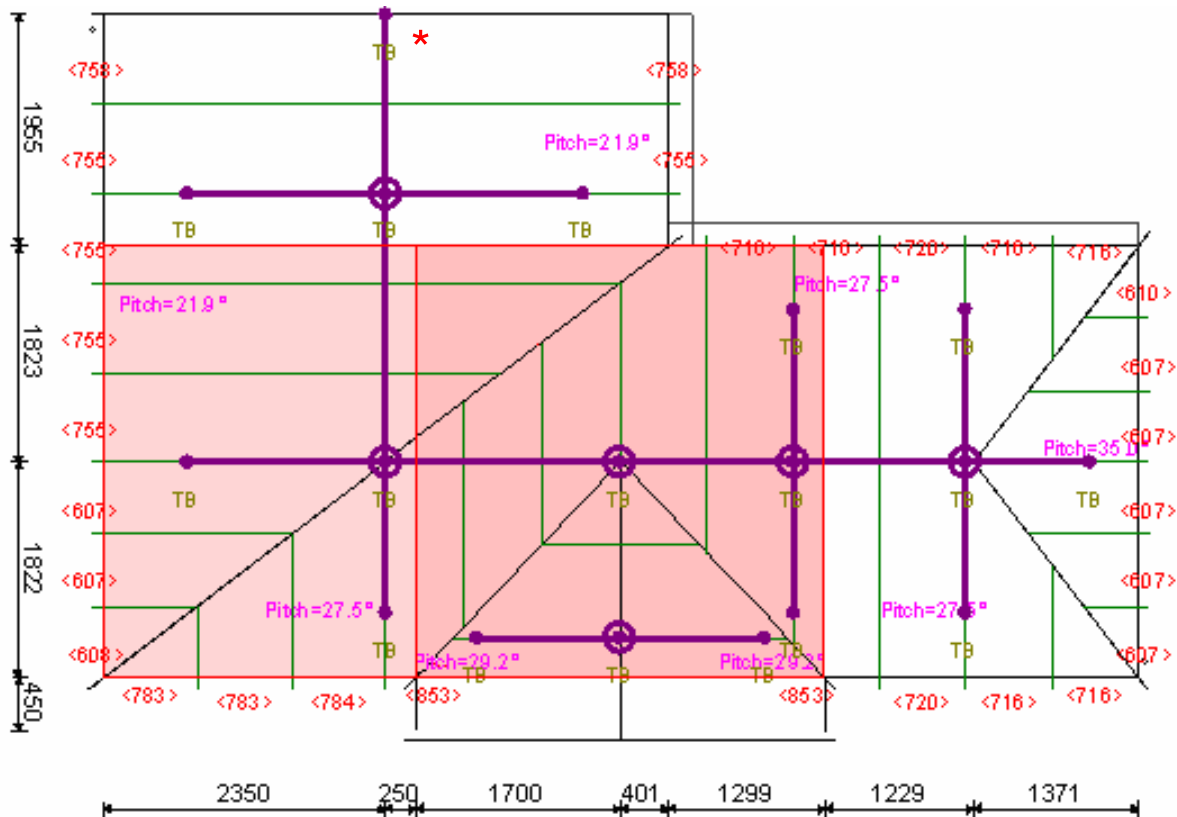 *
TB
<758> <758>
1955
Pitch=21.9°
<755> <755>
TB TB TB
<755> <710> <710> <720> <710> <716>
Pitch=21.9° Pitch=27.5° <610>
1823
<755> TB TB
<607>
<755> <607>
Pitch=35.0°
TB TB TB TB TB TB
<607> <607>
1822
<607> <607>
Pitch=27.5° Pitch=27.5°
TB TB TB
<608> Pitch=29.2° Pitch=29.2° <607>
TB TB TB
<783> <783> <784> <853> <853> <720> <716> <716>
450
2350 250 1700 401 1299 1229 1371